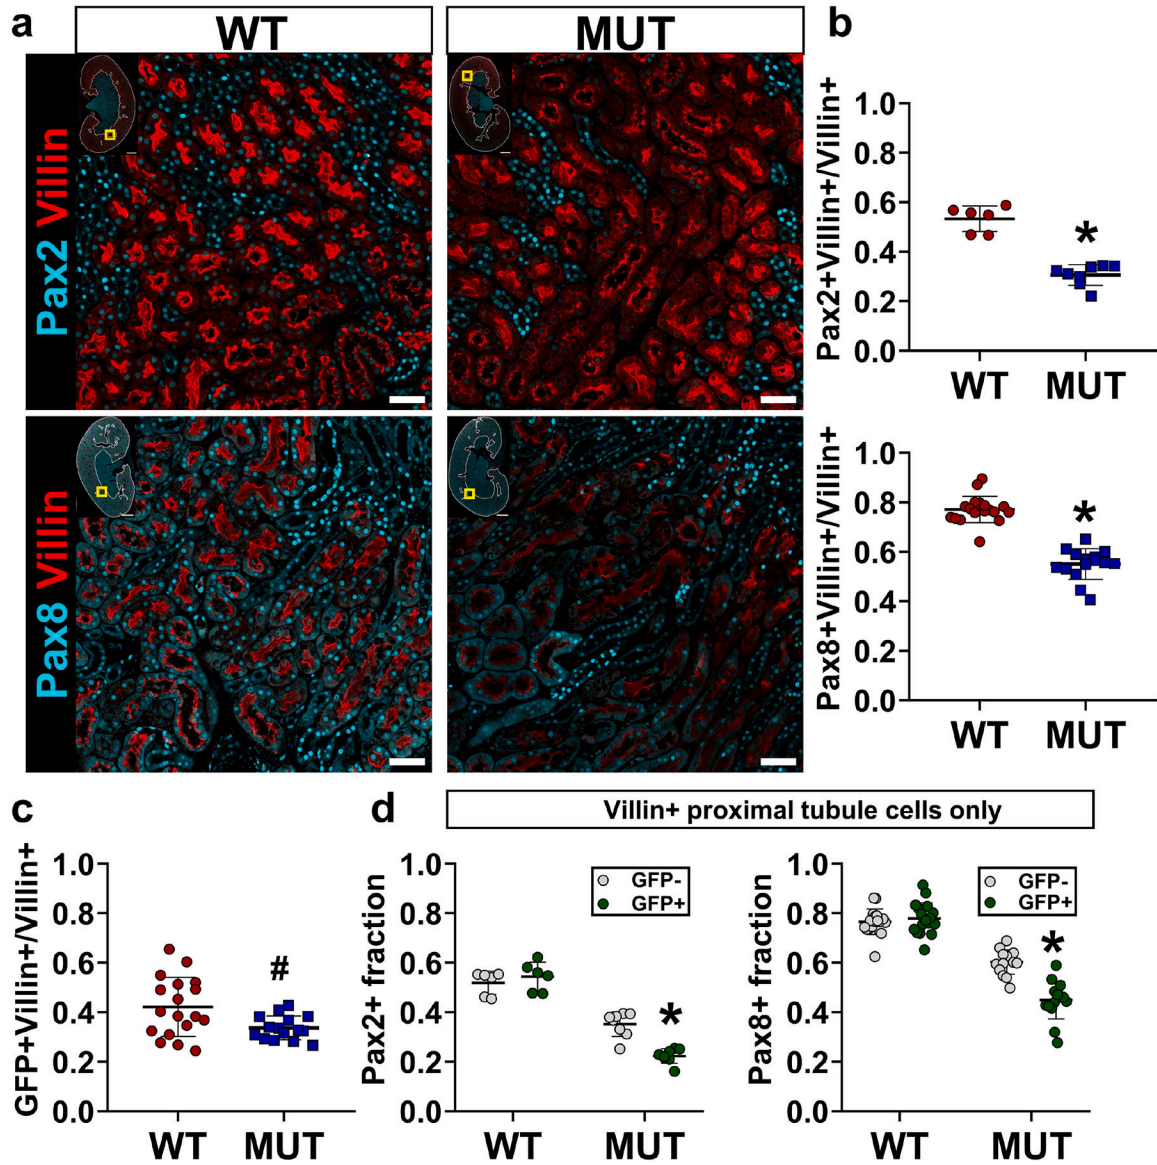 a
WT
MUT
b
Pax2 Villin
Pax8 Villin
Pax2+Villin+/Villin+
1.0
0.8
0.6
0.4
0.2
0.0
*
WT MUT
Pax8+Villin+/Villin+
1.0
0.8
0.6
0.4
0.2
0.0
*
WT MUT
c
GFP+Villin+/Villin+
1.0
0.8
0.6
0.4
0.2
0.0
#
WT MUT
d
Villin+ proximal tubule cells only
Pax2+ fraction
1.0
0.8
0.6
0.4
0.2
0.0
GFP-
GFP+
*
WT MUT
Pax8+ fraction
1.0
0.8
0.6
0.4
0.2
0.0
GFP-
GFP+
*
WT MUT